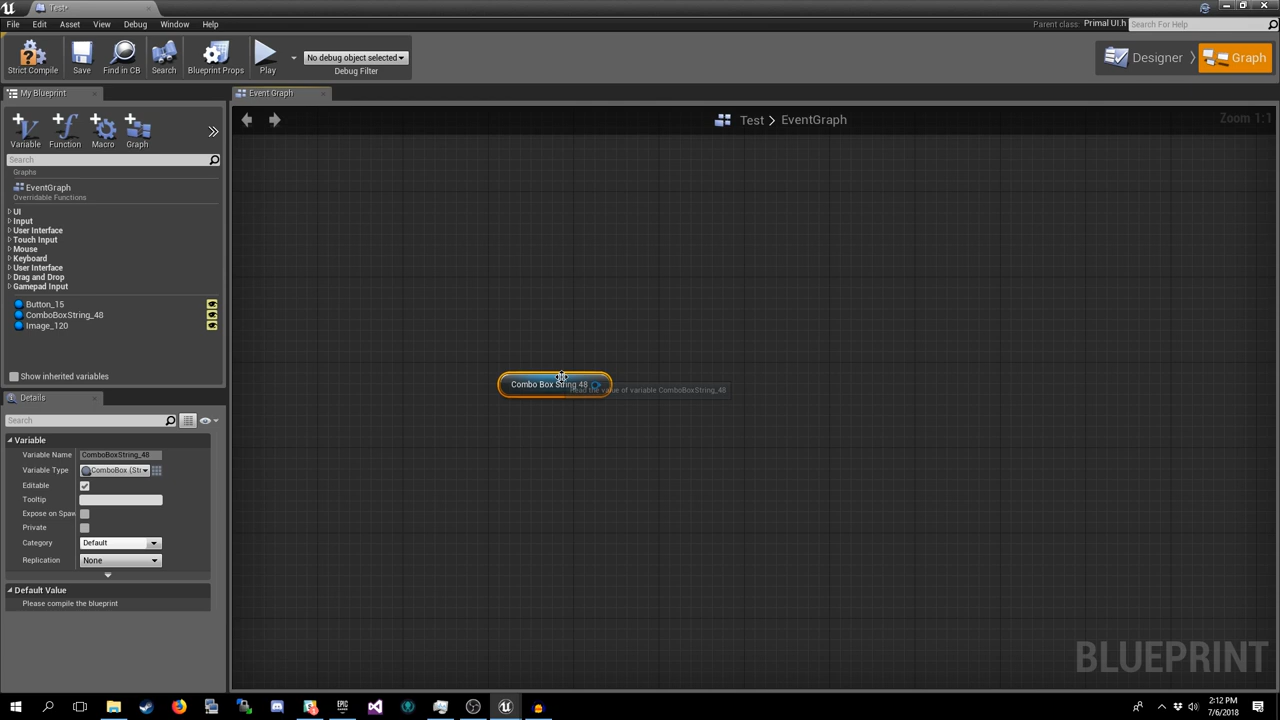 Test*
File Edit Asset View Debug Window Help
Parent class: Primal UI.h
Search For Help
Strict Compile
Save
Find in CB
Search
Blueprint Props
Play
No debug object selected
Debug Filter
Designer
Graph
My Blueprint
Event Graph
Variable
Function
Macro
Graph
Test > EventGraph
Zoom 1:1
Search
Graphs
EventGraph
Overridable Functions
UI
Input
User Interface
Touch Input
Mouse
Keyboard
User Interface
Drag and Drop
Gamepad Input
Button_15
ComboBoxString_48
Image_120
Show inherited variables
Combo Box String 48
Read the value of variable ComboBoxString_48
Details
Search
Variable
Variable Name ComboBoxString_48
Variable Type ComboBox (Stri
Editable
Tooltip
Expose on Spaw
Private
Category Default
Replication None
Default Value
Please compile the blueprint
BLUEPRINT
EPIC
2:12 PM
7/6/2018